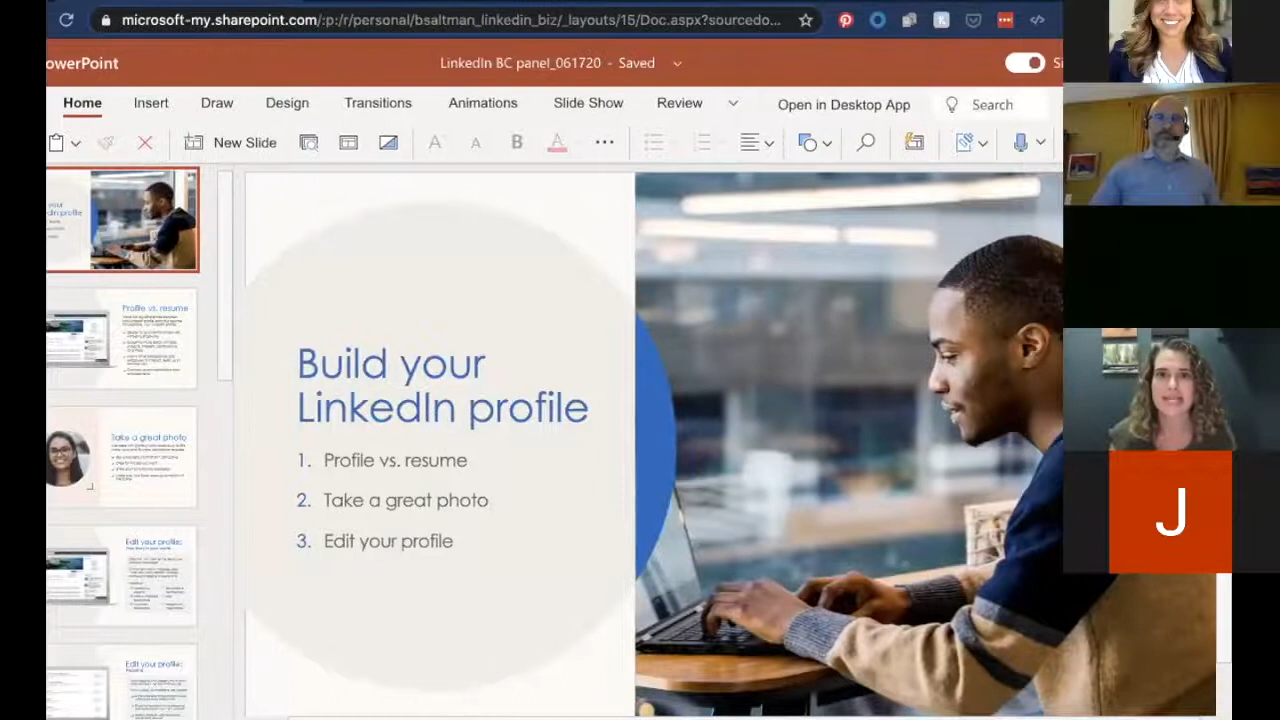 microsoft-my.sharepoint.com/:p:r/personal/bsaltman_linkedin_biz/_layouts/15/Doc.aspx?sourcedo...
owerPoint
LinkedIn BC panel_061720 - Saved
Home Insert Draw Design Transitions Animations Slide Show Review Open in Desktop App Search
New Slide
Build your
LinkedIn profile
1. Profile vs. resume
2. Take a great photo
3. Edit your profile
Profile vs. resume
Take a great photo
Edit your profile:
Edit your profile:
J